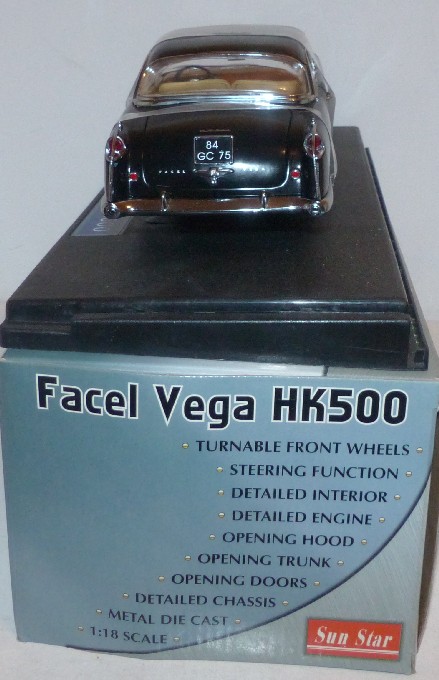 84
GC 75
FACEL
Facel Vega HK500
TURNABLE FRONT WHEELS
STEERING FUNCTION
DETAILED INTERIOR
DETAILED ENGINE
OPENING HOOD
OPENING TRUNK
OPENING DOORS
DETAILED CHASSIS
METAL DIE CAST
1:18 SCALE
Sun Star